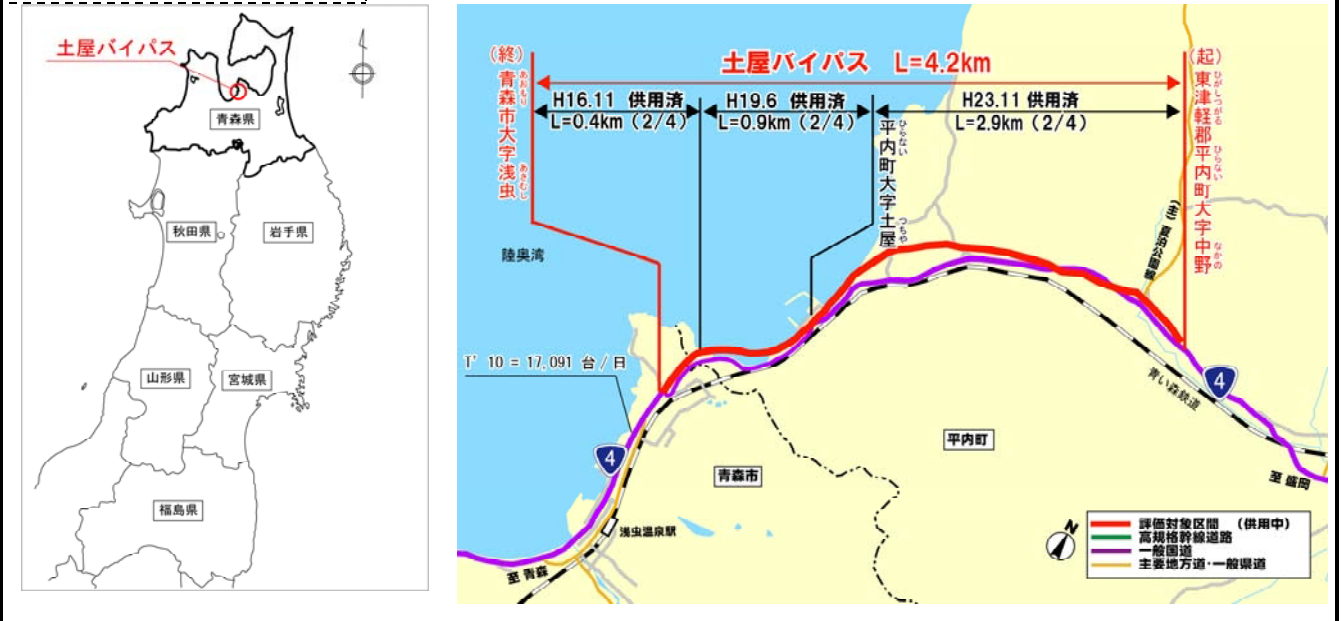 土屋バイパス
青森県
秋田県
岩手県
山形県
宮城県
福島県
土屋バイパス L=4.2km
(終)
青森市大字浅虫
あおもり
あさむし
H16.11 供用済
L=0.4km (2/4)
H19.6 供用済
L=0.9km (2/4)
H23.11 供用済
L=2.9km (2/4)
平内町大字土屋
ひらない
つちや
(起)
東津軽郡平内町大字中野
ひがしつがる
ひらない
なかの
陸奥湾
(主)夏泊公園線
T' 10 = 17,091 台/日
4
4
青い森鉄道
平内町
青森市
浅虫温泉駅
至 青森
至 盛岡
N
評価対象区間 (供用中)
高規格幹線道路
一般国道
主要地方道・一般県道